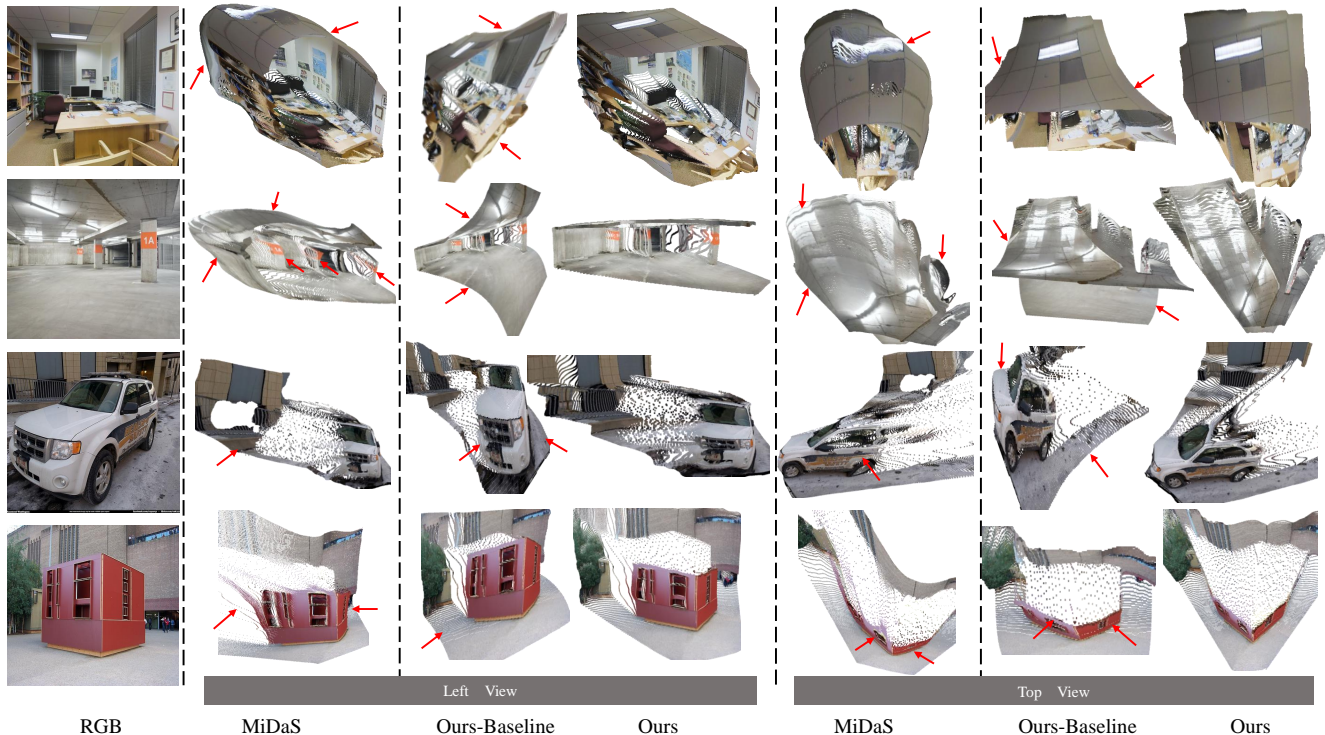 1A
Left View
Top View
RGB
MiDaS
Ours-Baseline
Ours
MiDaS
Ours-Baseline
Ours